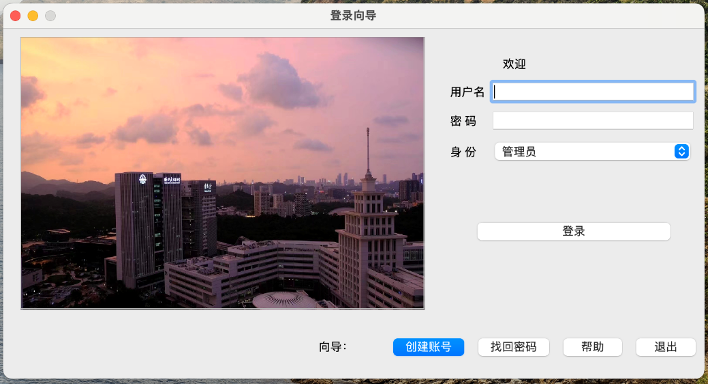 登录向导
欢迎
用户名
密 码
身 份 管理员
登录
向导： 创建账号 找回密码 帮助 退出